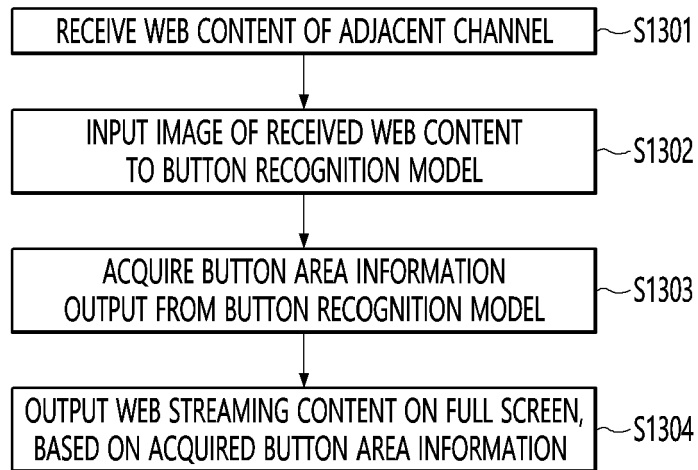 RECEIVE WEB CONTENT OF ADJACENT CHANNEL
S1301
INPUT IMAGE OF RECEIVED WEB CONTENT
TO BUTTON RECOGNITION MODEL
S1302
ACQUIRE BUTTON AREA INFORMATION
OUTPUT FROM BUTTON RECOGNITION MODEL
S1303
OUTPUT WEB STREAMING CONTENT ON FULL SCREEN,
BASED ON ACQUIRED BUTTON AREA INFORMATION
S1304